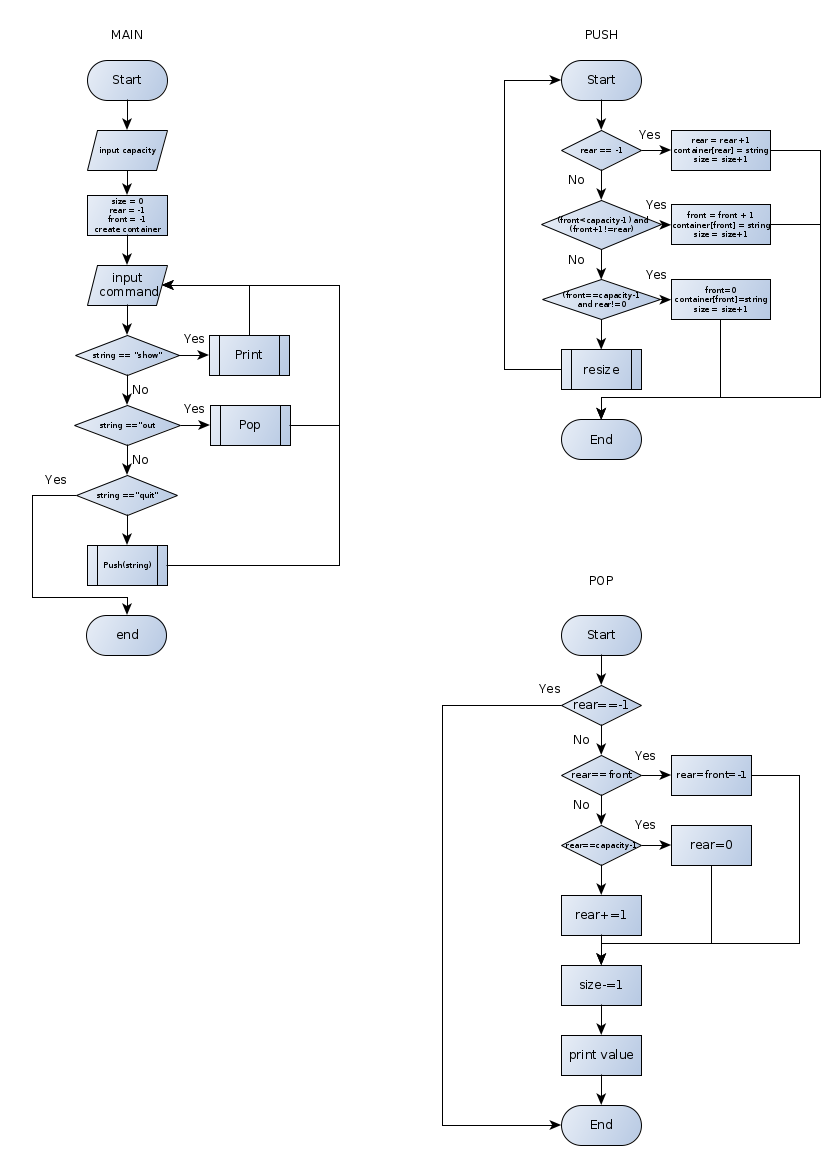 MAIN
Start
input capacity
size = 0
rear = -1
front = -1
create container
input
command
string == "show"
Yes
Print
No
string =="out
Yes
Pop
No
string =="quit"
Yes
Push(string)
end
PUSH
Start
rear == -1
Yes
rear = rear+1
container[rear] = string
size = size+1
No
(front<capacity-1) and
(front+1!=rear)
Yes
front = front + 1
container[front] = string
size = size+1
No
(front==capacity-1
and rear!=0
Yes
front=0
container[front]=string
size = size+1
resize
End
POP
Start
Yes
rear==-1
No
rear==front
Yes
rear=front=-1
No
rear==capacity-1
Yes
rear=0
rear+=1
size-=1
print value
End